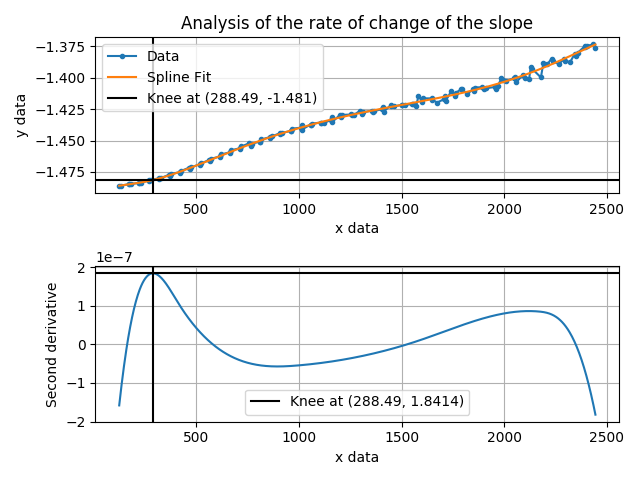 Analysis of the rate of change of the slope
Data
Spline Fit
Knee at (288.49, -1.481)
−1.375
−1.400
−1.425
−1.450
−1.475
y data
500 1000 1500 2000 2500
x data
1e−7
2
1
0
−1
−2
Second derivative
Knee at (288.49, 1.8414)
500 1000 1500 2000 2500
x data